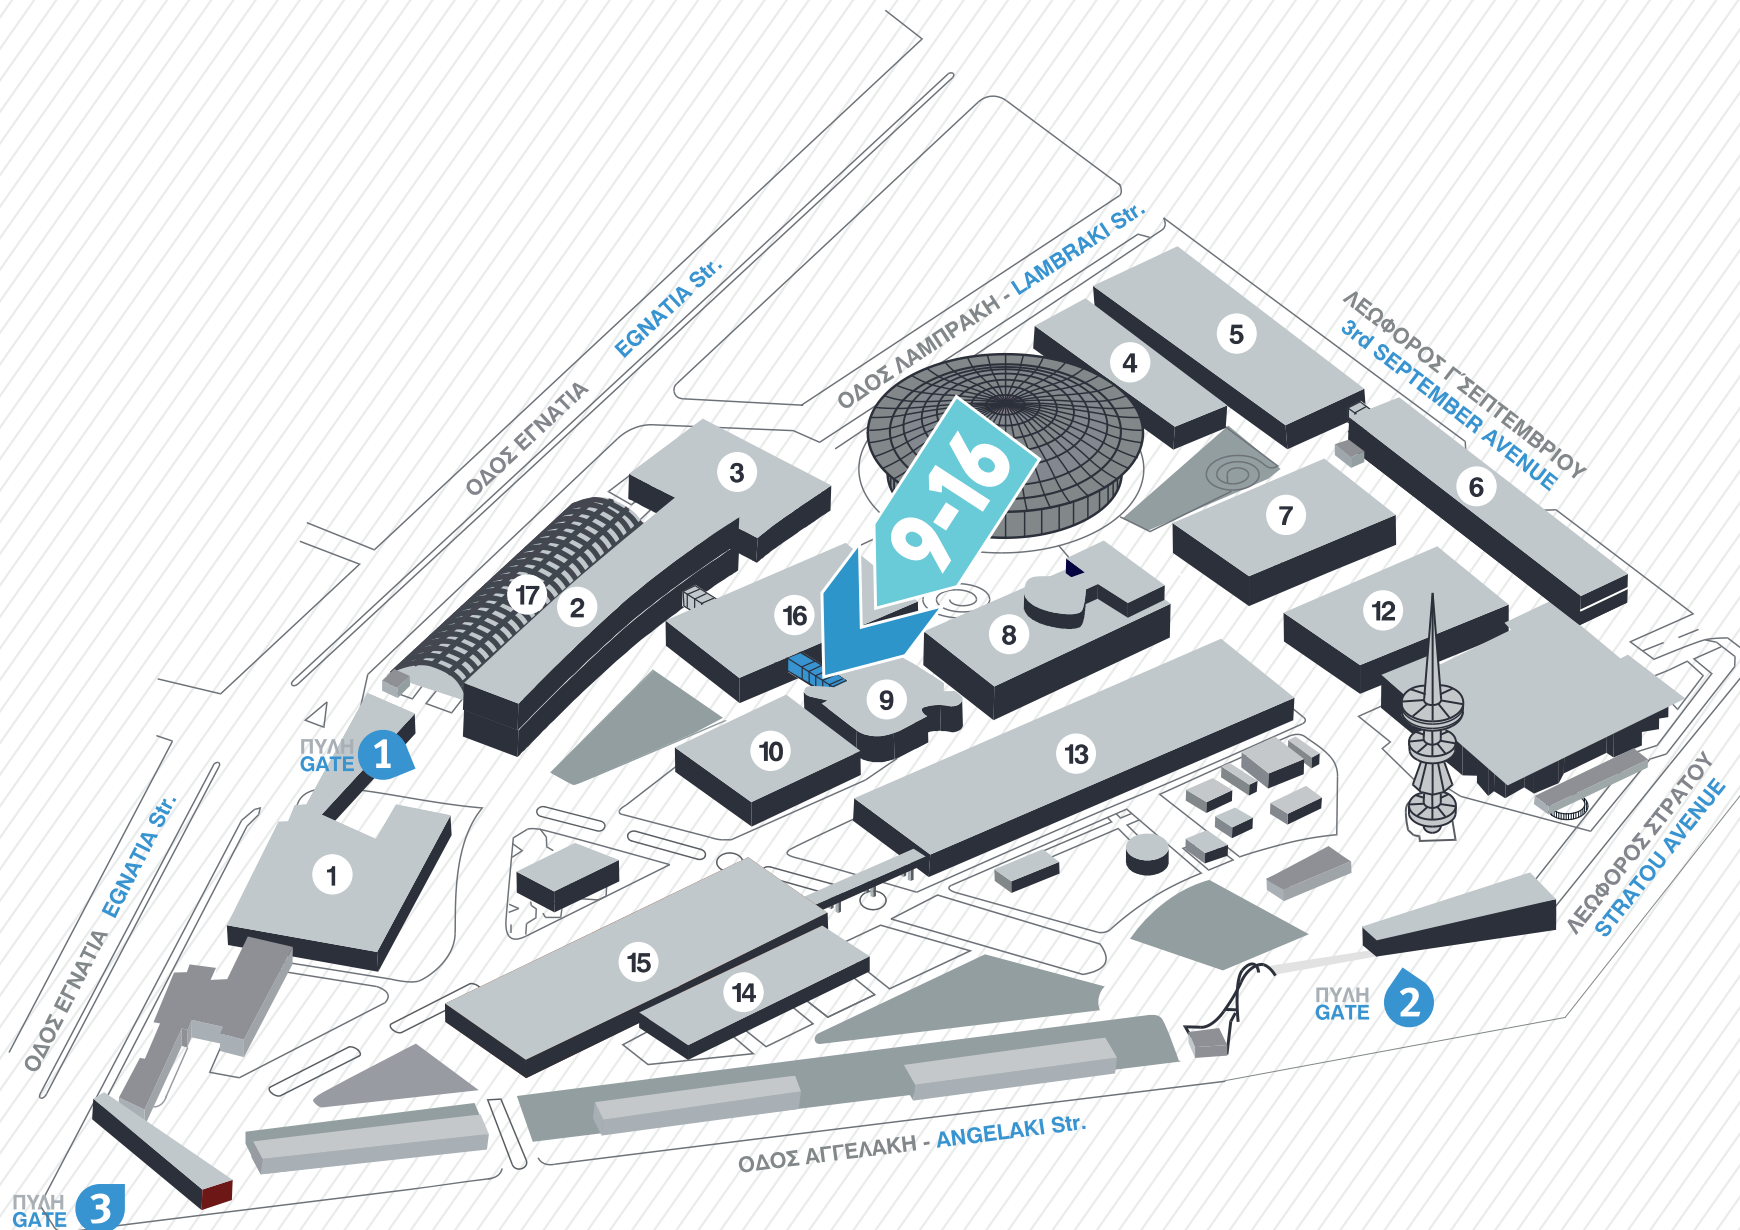 ΟΔΟΣ ΛΑΜΠΡΑΚΗ - LAMBRAKI Str.
ΟΔΟΣ ΕΓΝΑΤΙΑ EGNATIA Str.
ΛΕΩΦΟΡΟΣ Γ΄ΣΕΠΤΕΜΒΡΙΟΥ
3rd SEPTEMBER AVENUE
5
4
9-16
3
6
7
17
2
16
12
8
9
10
13
ΠΥΛΗ
GATE 1
ΟΔΟΣ ΕΓΝΑΤΙΑ EGNATIA Str.
1
15
14
ΛΕΩΦΟΡΟΣ ΣΤΡΑΤΟΥ
STRATOU AVENUE
ΠΥΛΗ
GATE 2
ΟΔΟΣ ΑΓΓΕΛΑΚΗ - ANGELAKI Str.
ΠΥΛΗ
GATE 3